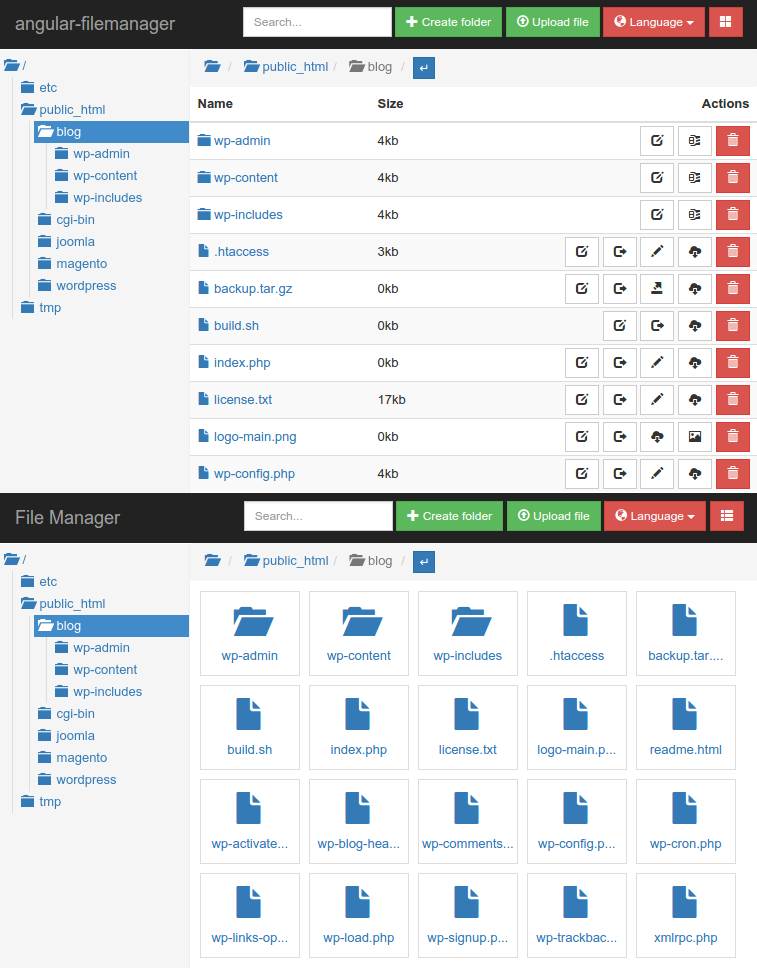 angular-filemanager Search... Create folder Upload file Language
/ / public_html / blog / ↵
etc
public_html
blog
wp-admin
wp-content
wp-includes
cgi-bin
joomla
magento
wordpress
tmp
Name Size Actions
wp-admin 4kb
wp-content 4kb
wp-includes 4kb
.htaccess 3kb
backup.tar.gz 0kb
build.sh 0kb
index.php 0kb
license.txt 17kb
logo-main.png 0kb
wp-config.php 4kb
File Manager Search... Create folder Upload file Language
/ / public_html / blog / ↵
etc
public_html
blog
wp-admin
wp-content
wp-includes
cgi-bin
joomla
magento
wordpress
tmp
wp-admin wp-content wp-includes .htaccess backup.tar....
build.sh index.php license.txt logo-main.p... readme.html
wp-activate... wp-blog-hea... wp-comments... wp-config.p... wp-cron.php
wp-links-op... wp-load.php wp-signup.p... wp-trackbac... xmlrpc.php